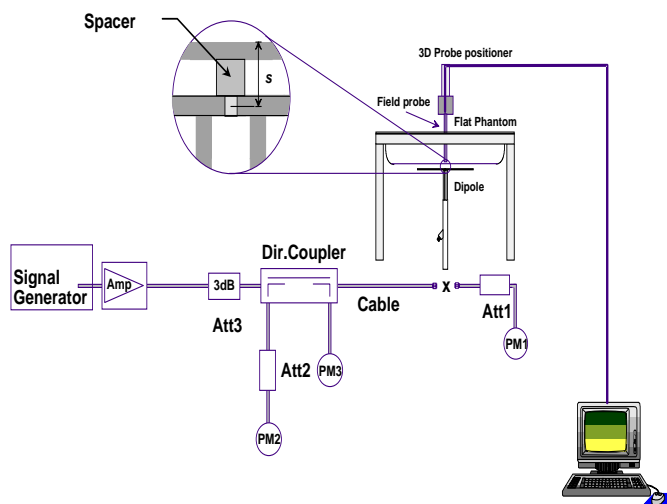 Spacer
s
3D Probe positioner
Field probe
Flat Phantom
Dipole
Dir.Coupler
Signal
Generator
Amp
3dB
Att3
Cable
x
Att1
PM1
Att2
PM3
PM2